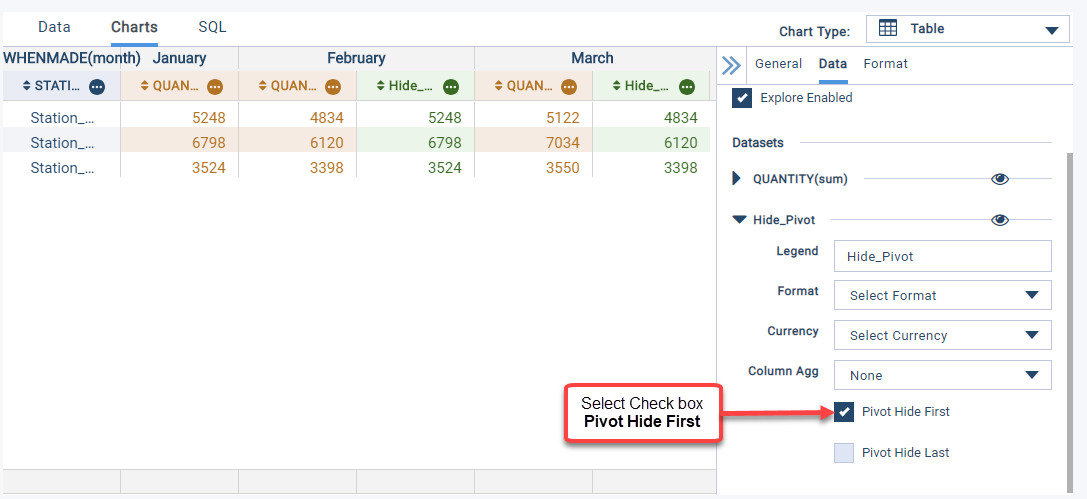 Data Charts SQL
Chart Type: Table
WHENMADE(month) January February March
STATI... QUAN... QUAN... Hide_... QUAN... Hide_...
Station_... 5248 4834 5248 5122 4834
Station_... 6798 6120 6798 7034 6120
Station_... 3524 3398 3524 3550 3398
General Data Format
Explore Enabled
Datasets
QUANTITY(sum)
Hide_Pivot
Legend Hide_Pivot
Format Select Format
Currency Select Currency
Column Agg None
Select Check box
Pivot Hide First
Pivot Hide First
Pivot Hide Last